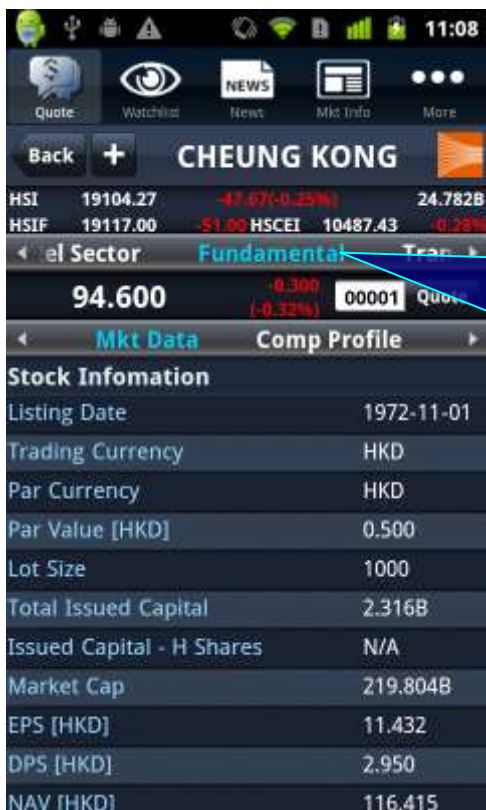 11:08
Quote Watchlist NEWS News Mkt Info More
Back + CHEUNG KONG
HSI 19104.27 -47.67(-0.25%) 24.782B
HSIF 19117.00 -51.00 HSCEI 10487.43 -0.28%
el Sector Fundamental Tran
94.600 -0.300 (-0.32%) 00001 Quote
Mkt Data Comp Profile
Stock Infomation
Listing Date 1972-11-01
Trading Currency HKD
Par Currency HKD
Par Value [HKD] 0.500
Lot Size 1000
Total Issued Capital 2.316B
Issued Capital - H Shares N/A
Market Cap 219.804B
EPS [HKD] 11.432
DPS [HKD] 2.950
NAV [HKD] 116.415